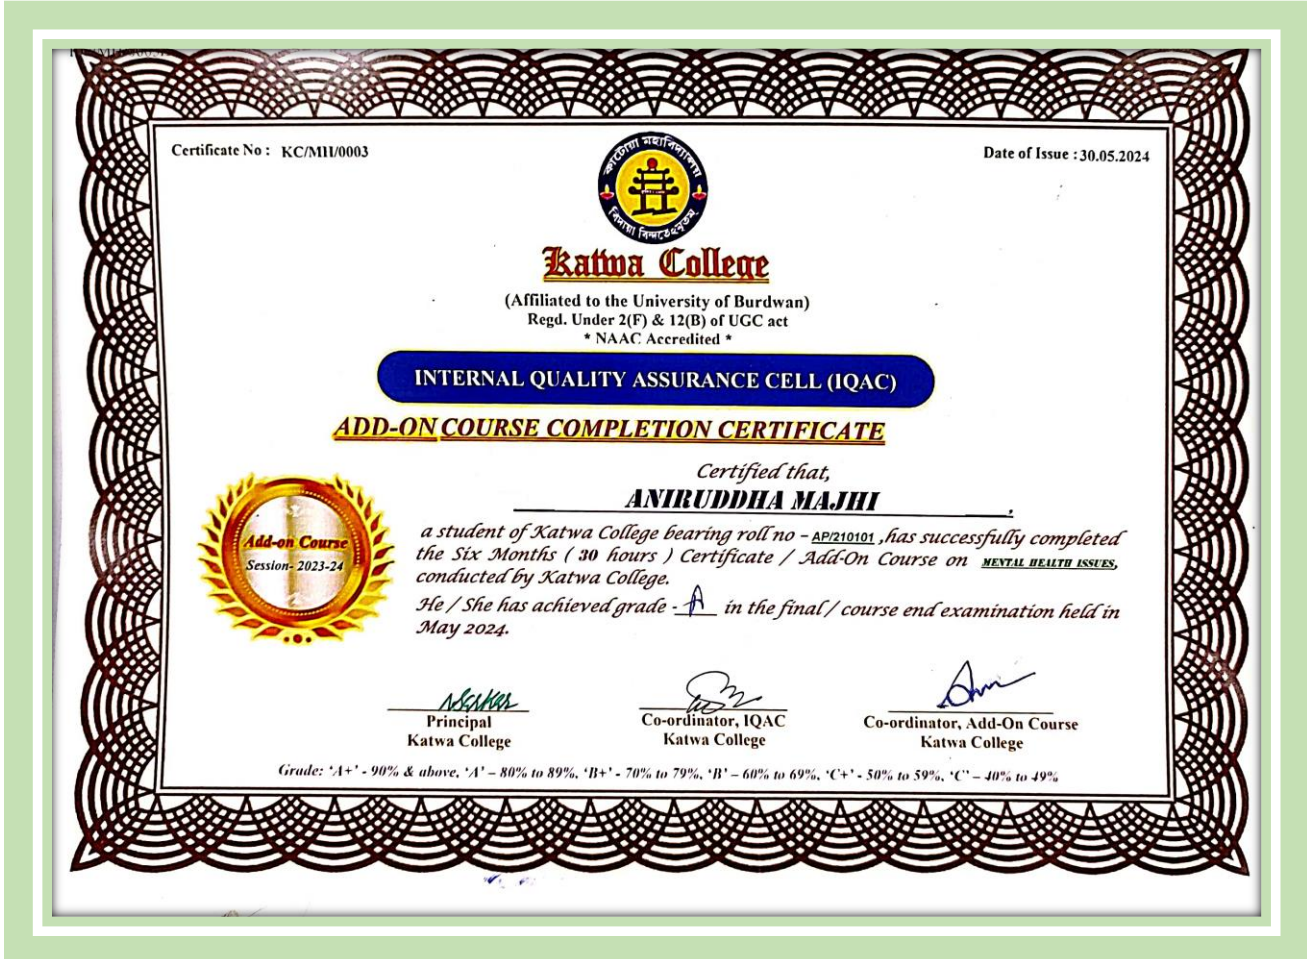 Certificate No : KC/MH/0003
Date of Issue : 30.05.2024
কাটোয়া মহাবিদ্যালয়
Katwa College
(Affiliated to the University of Burdwan)
Regd. Under 2(F) & 12(B) of UGC act
* NAAC Accredited *
INTERNAL QUALITY ASSURANCE CELL (IQAC)
ADD-ON COURSE COMPLETION CERTIFICATE
Certified that,
ANIRUDDHA MAJHI,
a student of Katwa College bearing roll no – AP/210101 ,has successfully completed
the Six Months ( 30 hours ) Certificate / Add-On Course on MENTAL HEALTH ISSUES,
conducted by Katwa College.
He / She has achieved grade - A in the final / course end examination held in
May 2024.
Add-on Course
Session- 2023-24
Principal
Katwa College
Co-ordinator, IQAC
Katwa College
Co-ordinator, Add-On Course
Katwa College
Grade: ‘A+’ - 90% & above, ‘A’ – 80% to 89%, ‘B+’ - 70% to 79%, ‘B’ – 60% to 69%, ‘C+’ - 50% to 59%, ‘C’ – 40% to 49%